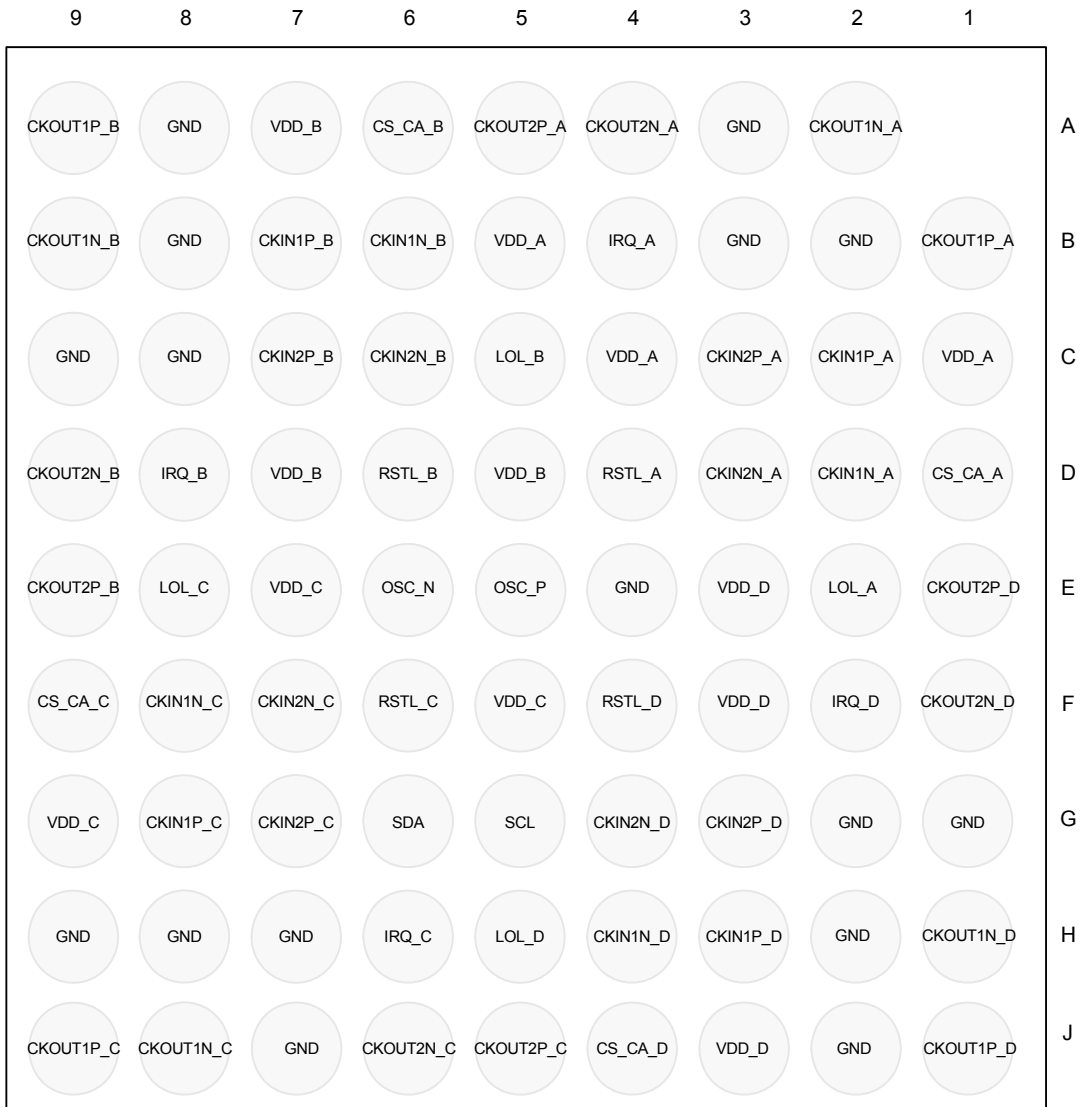 9 8 7 6 5 4 3 2 1
CKOUT1P_B GND VDD_B CS_CA_B CKOUT2P_A CKOUT2N_A GND CKOUT1N_A A
CKOUT1N_B GND CKIN1P_B CKIN1N_B VDD_A IRQ_A GND GND CKOUT1P_A B
GND GND CKIN2P_B CKIN2N_B LOL_B VDD_A CKIN2P_A CKIN1P_A VDD_A C
CKOUT2N_B IRQ_B VDD_B RSTL_B VDD_B RSTL_A CKIN2N_A CKIN1N_A CS_CA_A D
CKOUT2P_B LOL_C VDD_C OSC_N OSC_P GND VDD_D LOL_A CKOUT2P_D E
CS_CA_C CKIN1N_C CKIN2N_C RSTL_C VDD_C RSTL_D VDD_D IRQ_D CKOUT2N_D F
VDD_C CKIN1P_C CKIN2P_C SDA SCL CKIN2N_D CKIN2P_D GND GND G
GND GND GND IRQ_C LOL_D CKIN1N_D CKIN1P_D GND CKOUT1N_D H
CKOUT1P_C CKOUT1N_C GND CKOUT2N_C CKOUT2P_C CS_CA_D VDD_D GND CKOUT1P_D J